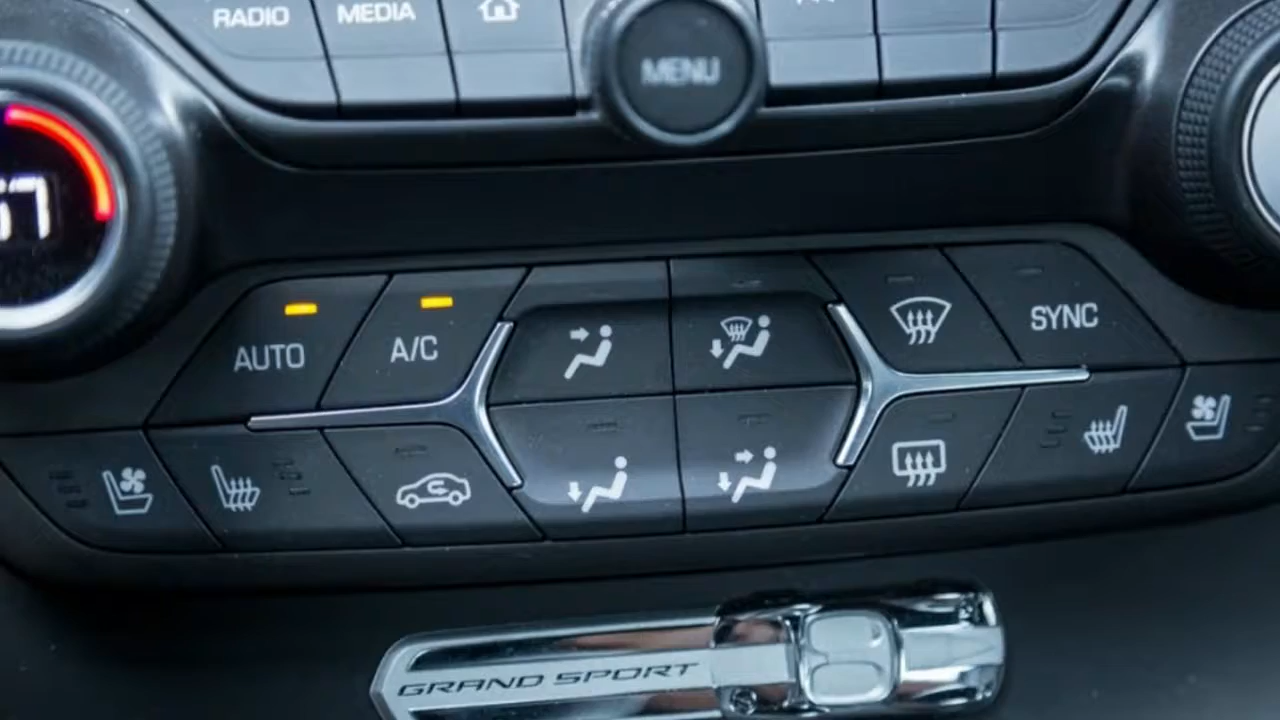 RADIO
MEDIA
MENU
AUTO
A/C
SYNC
GRAND SPORT